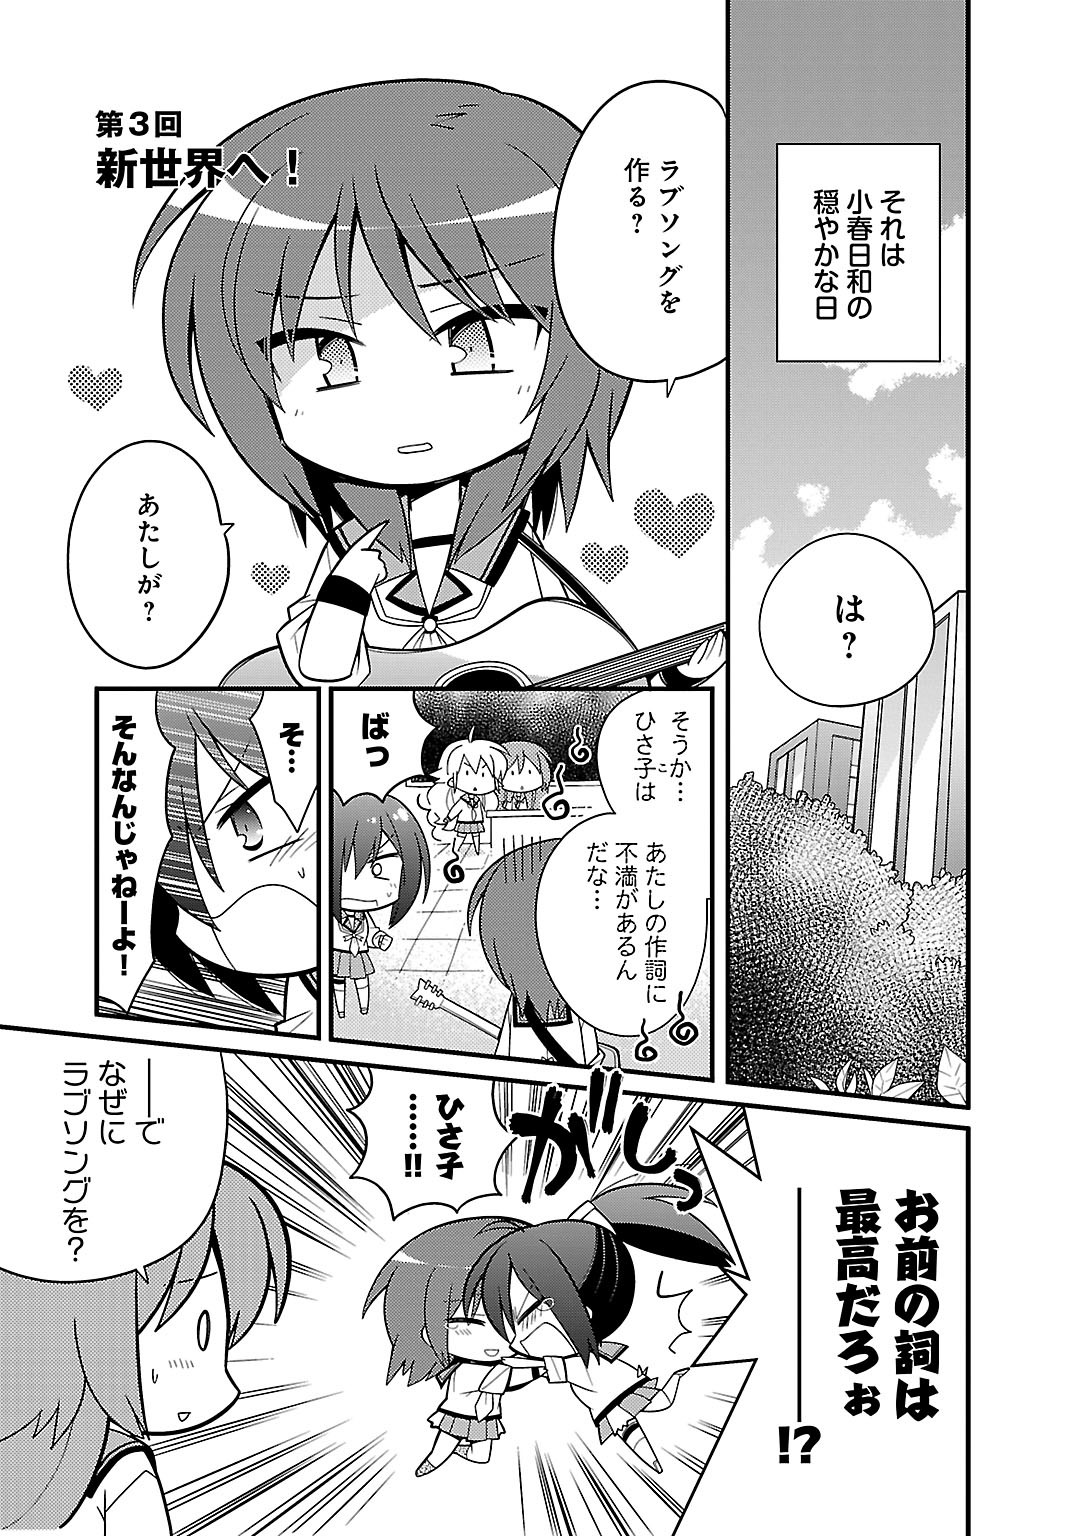 それは
小春日和の
穏やかな日
は？
ラブソングを
作る？
第3回
新世界へ！
あたしが？
そうか…
ひさ子は
こ
あたしの作詞に
不満があるん
だな…
ばっ
そ…
そんなんじゃねーよ！
お前の詞は
最高だろぉ
――――!?
がしっ
ひさ子
……!!
――で
なぜに
ラブソングを？